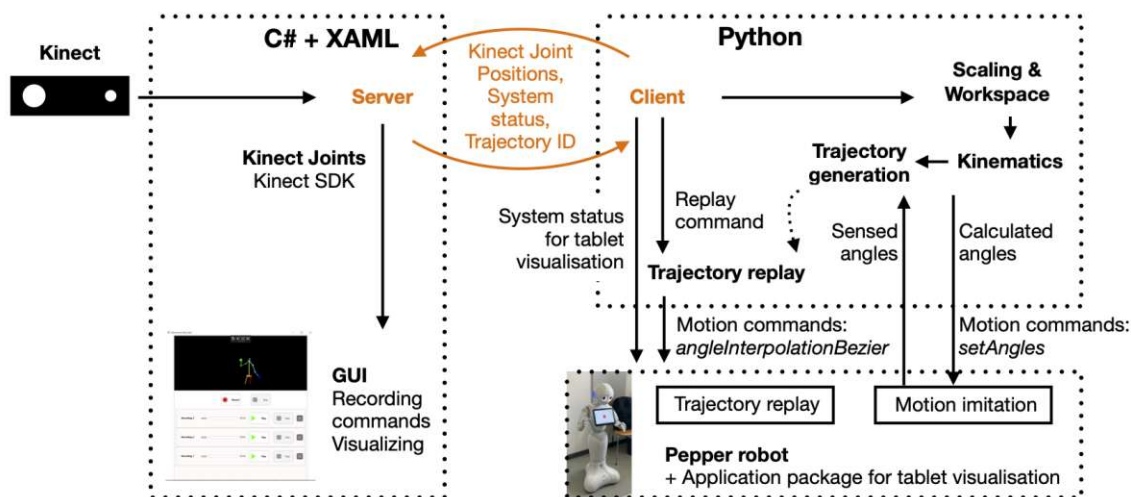 Kinect
C# + XAML
Server
Kinect Joints
Kinect SDK
GUI
Recording
commands
Visualizing
Kinect Joint
Positions,
System
status,
Trajectory ID
Python
Client
Scaling &
Workspace
Kinematics
Trajectory
generation
System status
for tablet
visualisation
Replay
command
Sensed
angles
Calculated
angles
Trajectory replay
Motion commands:
angleInterpolationBezier
Motion commands:
setAngles
Trajectory replay
Motion imitation
Pepper robot
+ Application package for tablet visualisation